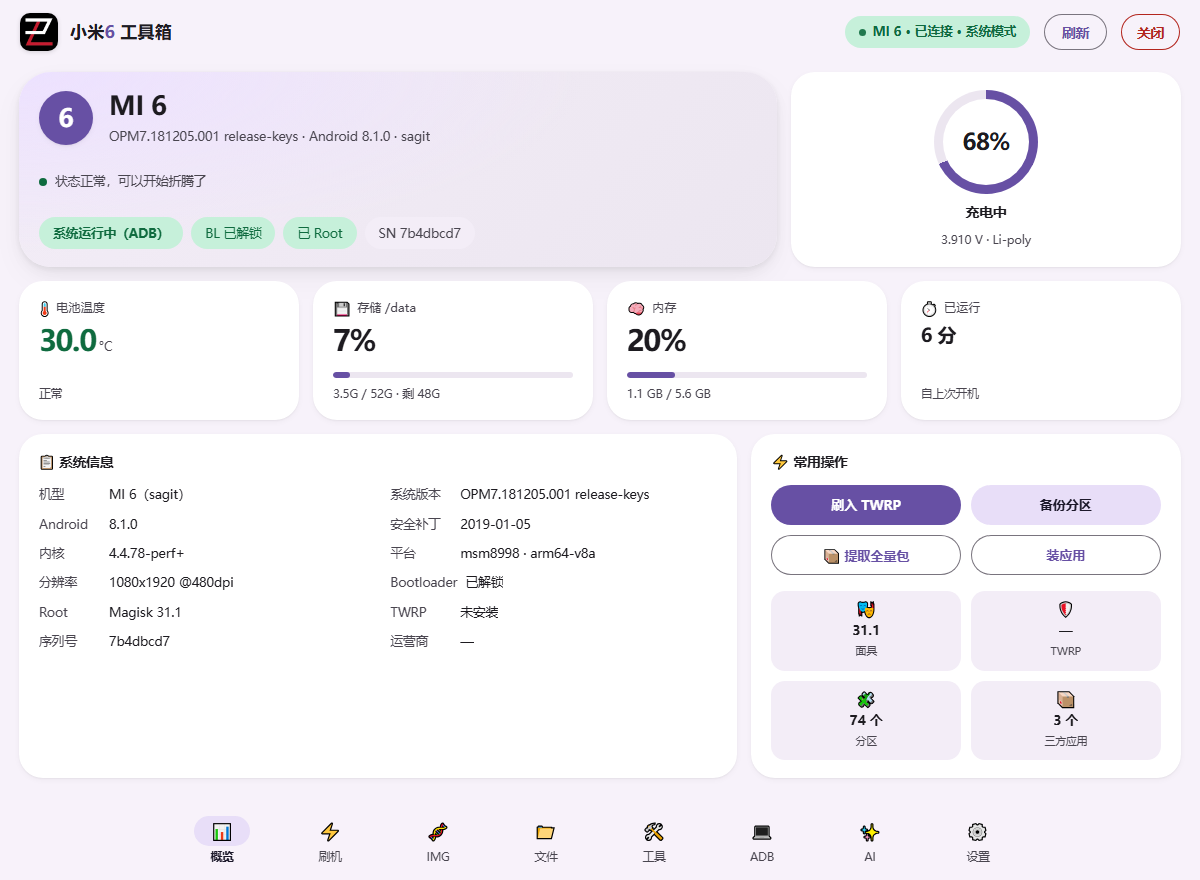 小米6 工具箱
MI 6 • 已连接 • 系统模式
刷新
关闭
6
MI 6
OPM7.181205.001 release-keys · Android 8.1.0 · sagit
状态正常，可以开始折腾了
系统运行中（ADB）
BL 已解锁
已 Root
SN 7b4dbcd7
68%
充电中
3.910 V · Li-poly
电池温度
30.0°C
正常
存储 /data
7%
3.5G / 52G · 剩 48G
内存
20%
1.1 GB / 5.6 GB
已运行
6 分
自上次开机
系统信息
机型 MI 6（sagit）
系统版本 OPM7.181205.001 release-keys
Android 8.1.0
安全补丁 2019-01-05
内核 4.4.78-perf+
平台 msm8998 · arm64-v8a
分辨率 1080x1920 @480dpi
Bootloader 已解锁
Root Magisk 31.1
TWRP 未安装
序列号 7b4dbcd7
运营商 —
常用操作
刷入 TWRP
备份分区
提取全量包
装应用
31.1
面具
—
TWRP
74 个
分区
3 个
三方应用
概览
刷机
IMG
文件
工具
ADB
AI
设置